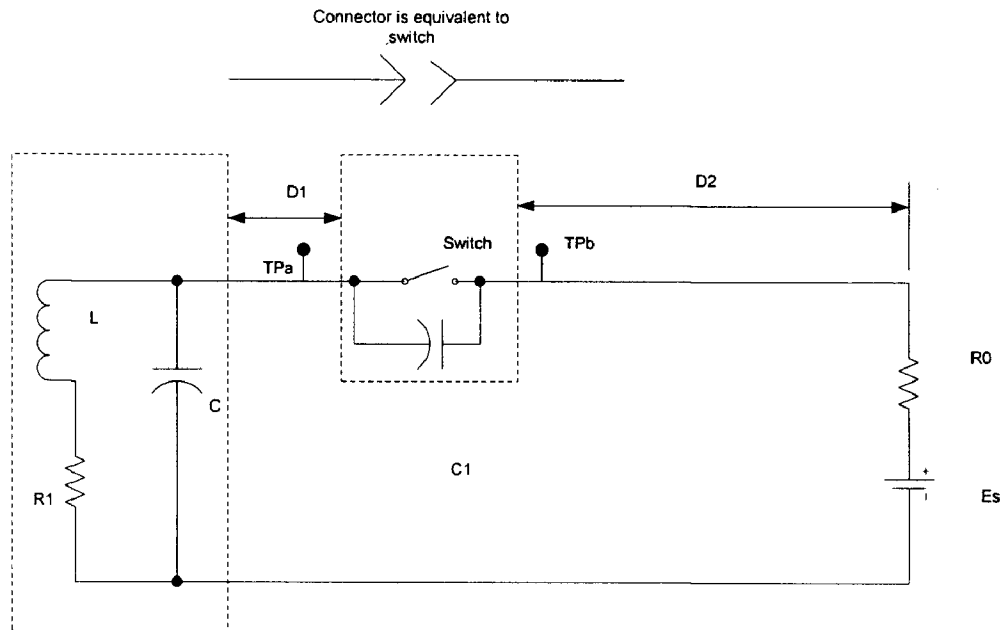 Connector is equivalent to
switch
D1
D2
TPa
Switch
TPb
L
C
R0
R1
C1
Es
+